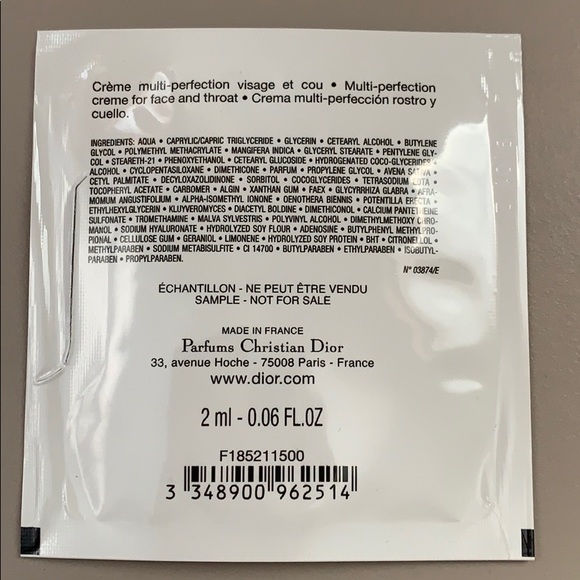 Crème multi-perfection visage et cou • Multi-perfection
creme for face and throat • Crema multi-perfección rostro y
cuello.
INGREDIENTS: AQUA • CAPRYLIC/CAPRIC TRIGLYCERIDE • GLYCERIN • CETEARYL ALCOHOL • BUTYLENE
GLYCOL • POLYMETHYL METHACRYLATE • MANGIFERA INDICA • GLYCERYL STEARATE • PENTYLENE GLY-
COL • STEARETH-21 • PHENOXYETHANOL • CETEARYL GLUCOSIDE • HYDROGENATED COCO-GLYCERIDES •
ALCOHOL • CYCLOPENTASILOXANE • DIMETHICONE • PARFUM • PROPYLENE GLYCOL • AVENA SATIVA •
CETYL PALMITATE • DECYLOXAZOLIDINONE • SORBITOL • COCOGLYCERIDES • TETRASODIUM EDTA •
TOCOPHERYL ACETATE • CARBOMER • ALGIN • XANTHAN GUM • FAEX • GLYCYRRHIZA GLABRA • AFRA-
MOMUM ANGUSTIFOLIUM • ALPHA-ISOMETHYL IONONE • OENOTHERA BIENNIS • POTENTILLA ERECTA •
ETHYLHEXYLGLYCERIN • KLUYVEROMYCES • DIACETYL BOLDINE • DIMETHICONOL • CALCIUM PANTETHEINE
SULFONATE • TROMETHAMINE • MALVA SYLVESTRIS • POLYVINYL ALCOHOL • DIMETHYLMETHOXY CHRO-
MANOL • SODIUM HYALURONATE • HYDROLYZED SOY FLOUR • ADENOSINE • BUTYLPHENYL METHYLPRO-
PIONAL • CELLULOSE GUM • GERANIOL • LIMONENE • HYDROLYZED SOY PROTEIN • BHT • CITRONELLOL •
METHYLPARABEN • SODIUM METABISULFITE • CI 14700 • BUTYLPARABEN • ETHYLPARABEN • ISOBUTYL-
PARABEN • PROPYLPARABEN.
N° 03874/E
ÉCHANTILLON - NE PEUT ÊTRE VENDU
SAMPLE - NOT FOR SALE
MADE IN FRANCE
Parfums Christian Dior
33, avenue Hoche - 75008 Paris - France
www.dior.com
2 ml - 0.06 FL.OZ
F185211500
3 348900 962514